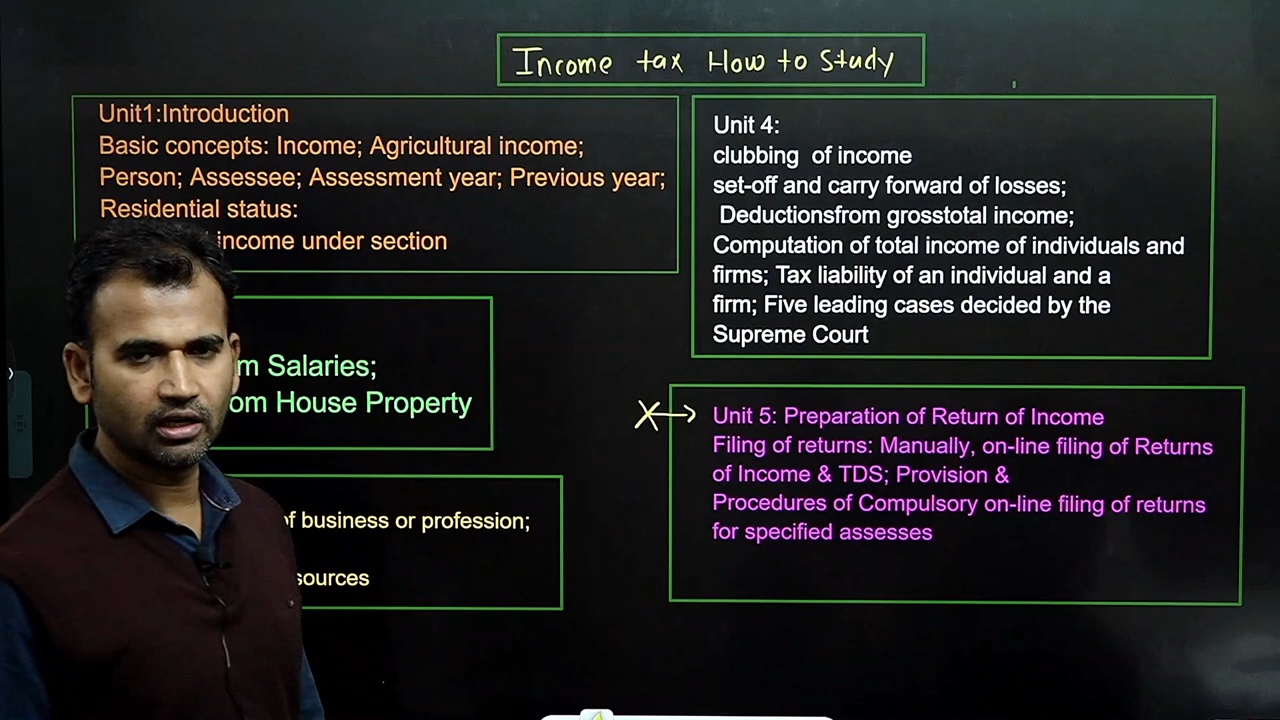 Income tax How to Study
Unit1:Introduction
Basic concepts: Income; Agricultural income;
Person; Assessee; Assessment year; Previous year;
Residential status:
income under section
Salaries;
House Property
of business or profession;
sources
Unit 4:
clubbing of income
set-off and carry forward of losses;
Deductionsfrom grosstotal income;
Computation of total income of individuals and
firms; Tax liability of an individual and a
firm; Five leading cases decided by the
Supreme Court
Unit 5: Preparation of Return of Income
Filing of returns: Manually, on-line filing of Returns
of Income & TDS; Provision &
Procedures of Compulsory on-line filing of returns
for specified assesses